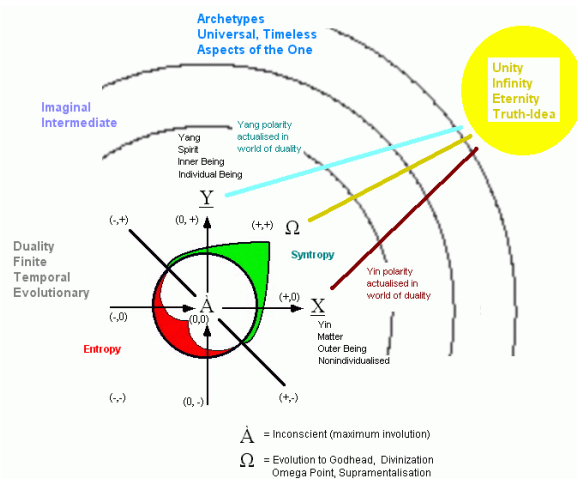 Archetypes
Universal, Timeless
Aspects of the One
Unity
Infinity
Eternity
Truth-Idea
Imaginal
Intermediate
Yang
Spirit
Inner Being
Individual Being
Yang polarity
actualised in
world of duality
Y
(-,+)
(0, +)
(+,+)
Ω
Duality
Finite
Temporal
Evolutionary
Syntropy
Yin polarity
actualised in
world of duality
(-,0)
Ȧ
(0,0)
(+,0)
X
Yin
Matter
Outer Being
Nonindividualised
Entropy
(-,-)
(0, -)
(+,-)
Ȧ = Inconscient (maximum involution)
Ω = Evolution to Godhead, Divinization
Omega Point, Supramentalisation